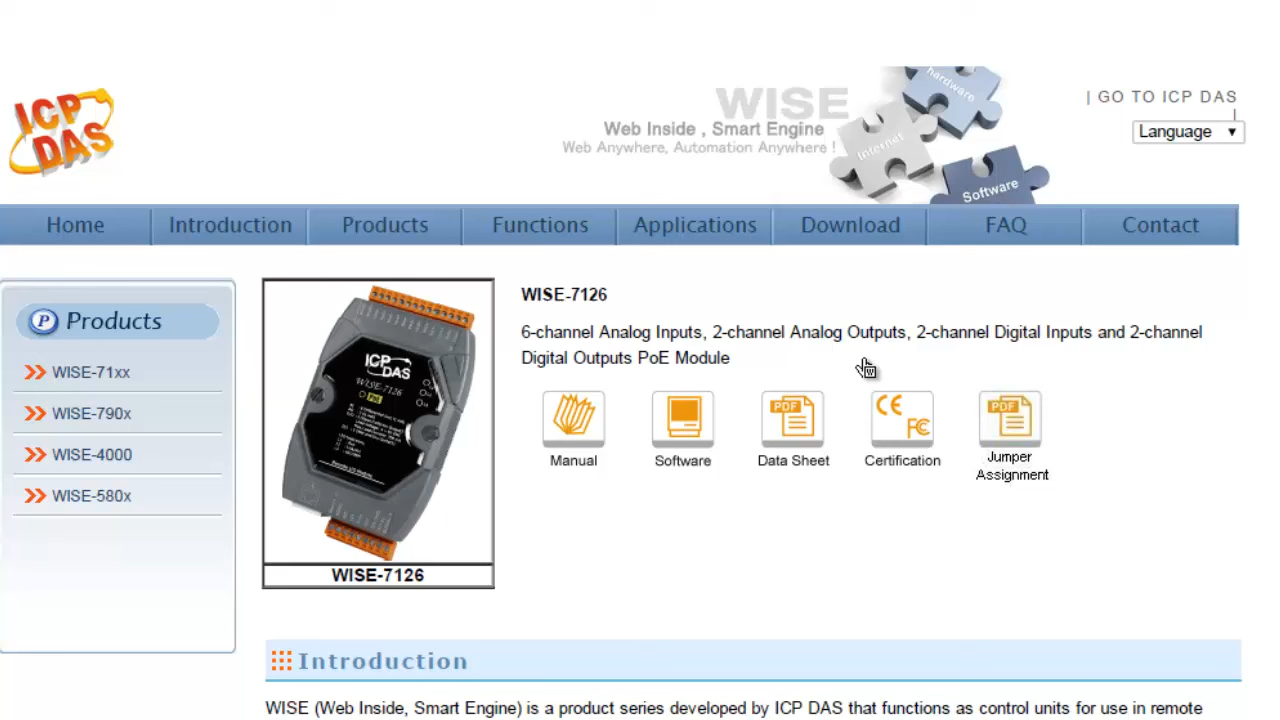 ICP
DAS
WISE
Web Inside , Smart Engine
Web Anywhere, Automation Anywhere !
hardware
Internet
Software
| GO TO ICP DAS
|
Language ▼
Home
Introduction
Products
Functions
Applications
Download
FAQ
Contact
P Products
WISE-71xx
WISE-790x
WISE-4000
WISE-580x
ICP
DAS
WISE-7126
PoE
WISE-7126
WISE-7126
6-channel Analog Inputs, 2-channel Analog Outputs, 2-channel Digital Inputs and 2-channel
Digital Outputs PoE Module
Manual
Software
PDF
Data Sheet
CE
FC
Certification
PDF
Jumper
Assignment
Introduction
WISE (Web Inside, Smart Engine) is a product series developed by ICP DAS that functions as control units for use in remote